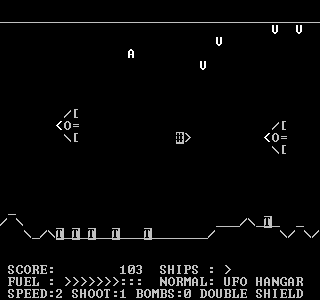 V V
V
A
V
SCORE: 103 SHIPS : >
FUEL : >>>>>>>::: NORMAL: UFO HANGAR
SPEED:2 SHOOT:1 BOMBS:0 DOUBLE SHIELD